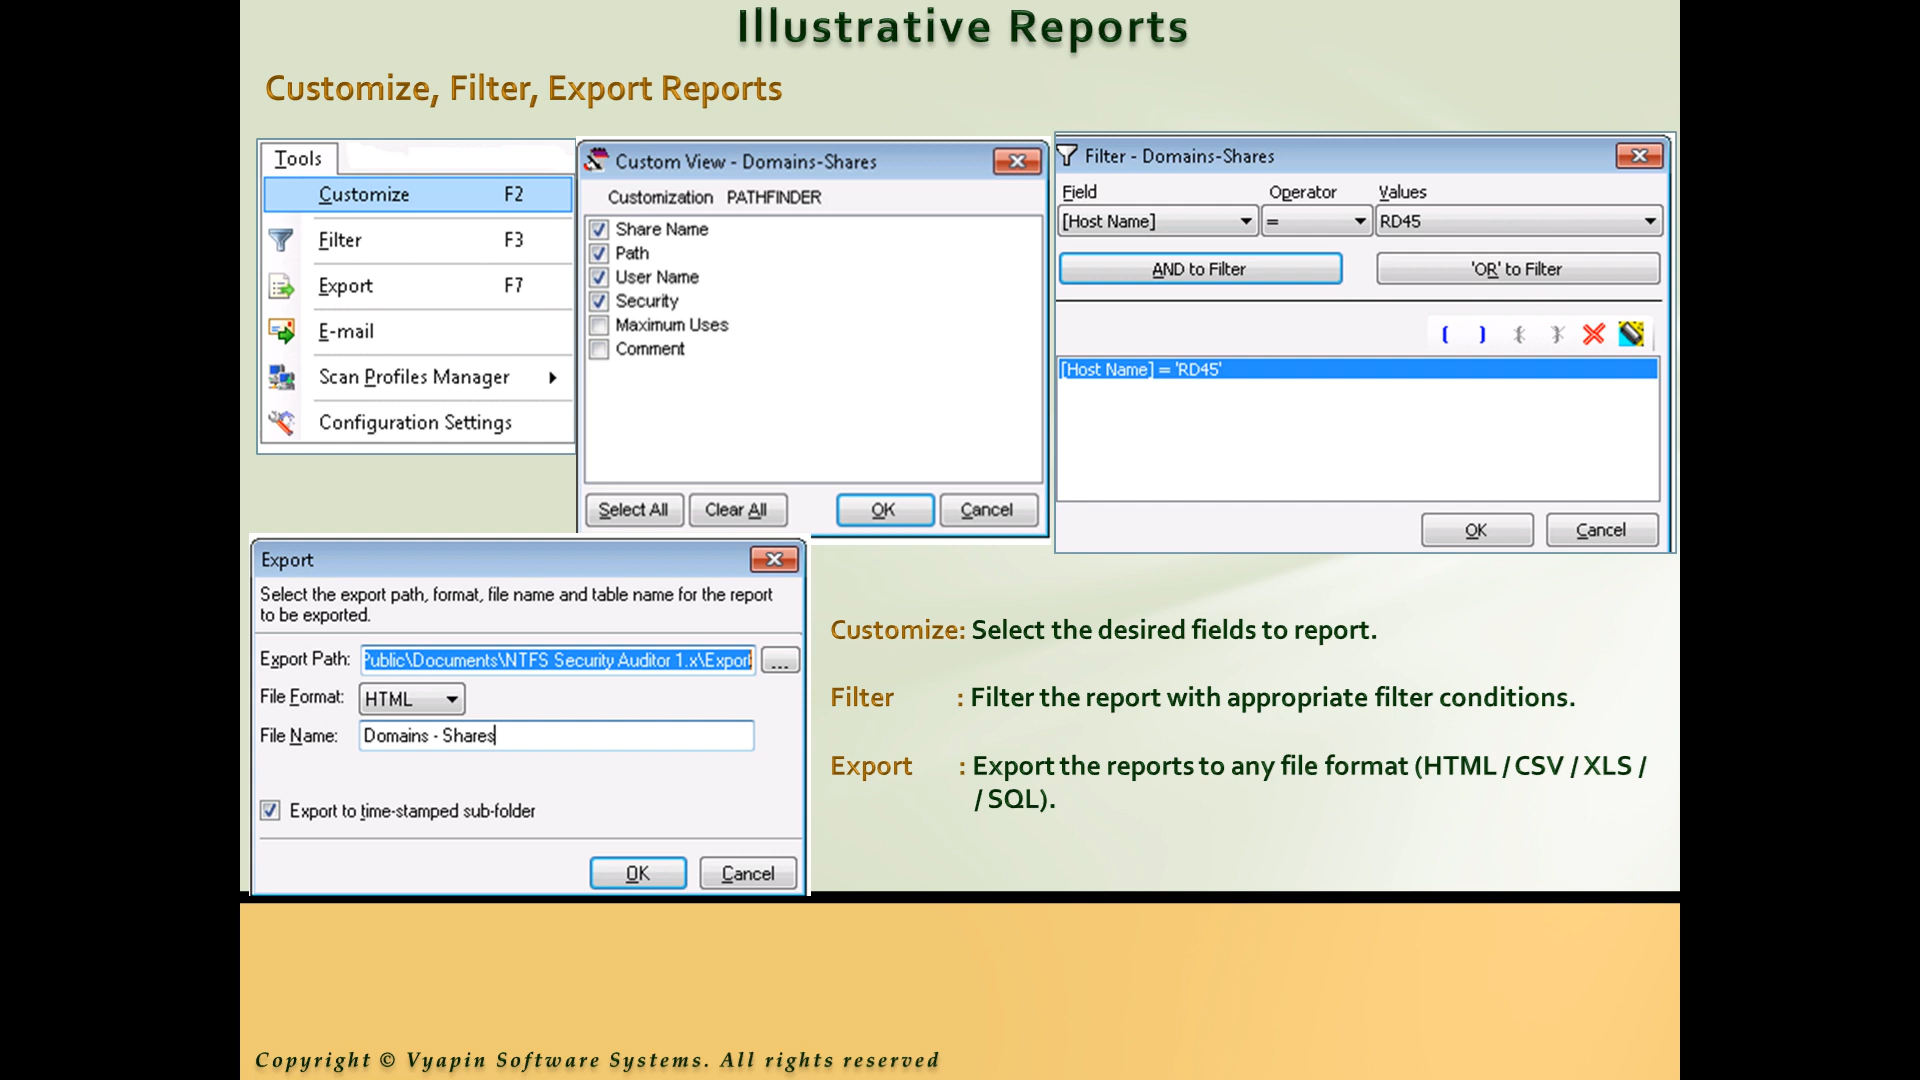 Illustrative Reports
Customize, Filter, Export Reports
Tools
Customize F2
Filter F3
Export F7
E-mail
Scan Profiles Manager
Configuration Settings
Custom View - Domains-Shares
Customization PATHFINDER
Share Name
Path
User Name
Security
Maximum Uses
Comment
Select All Clear All OK Cancel
Filter - Domains-Shares
Field Operator Values
[Host Name] = RD45
AND to Filter 'OR' to Filter
( )
[Host Name] = 'RD45'
OK Cancel
Export
Select the export path, format, file name and table name for the report
to be exported.
Export Path: Public\Documents\NTFS Security Auditor 1.x\Export ...
File Format: HTML
File Name: Domains - Shares
Export to time-stamped sub-folder
OK Cancel
Customize: Select the desired fields to report.
Filter : Filter the report with appropriate filter conditions.
Export : Export the reports to any file format (HTML / CSV / XLS /
/ SQL).
Copyright © Vyapin Software Systems. All rights reserved